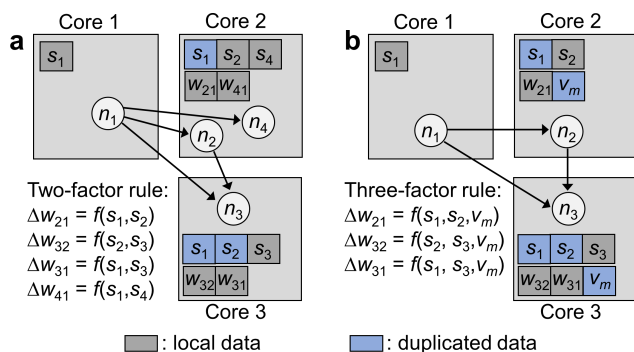 a
Core 1
Core 2
s1
s1 s2 s4
w21 w41
n1
n2
n4
n3
Two-factor rule:
Δw21 = f(s1,s2)
Δw32 = f(s2,s3)
Δw31 = f(s1,s3)
Δw41 = f(s1,s4)
s1 s2 s3
w32 w31
Core 3
b
Core 1
Core 2
s1
s1 s2
w21 vm
n1
n2
n3
Three-factor rule:
Δw21 = f(s1,s2,vm)
Δw32 = f(s2, s3,vm)
Δw31 = f(s1, s3,vm)
s1 s2 s3
w32 w31 vm
Core 3
: local data
: duplicated data